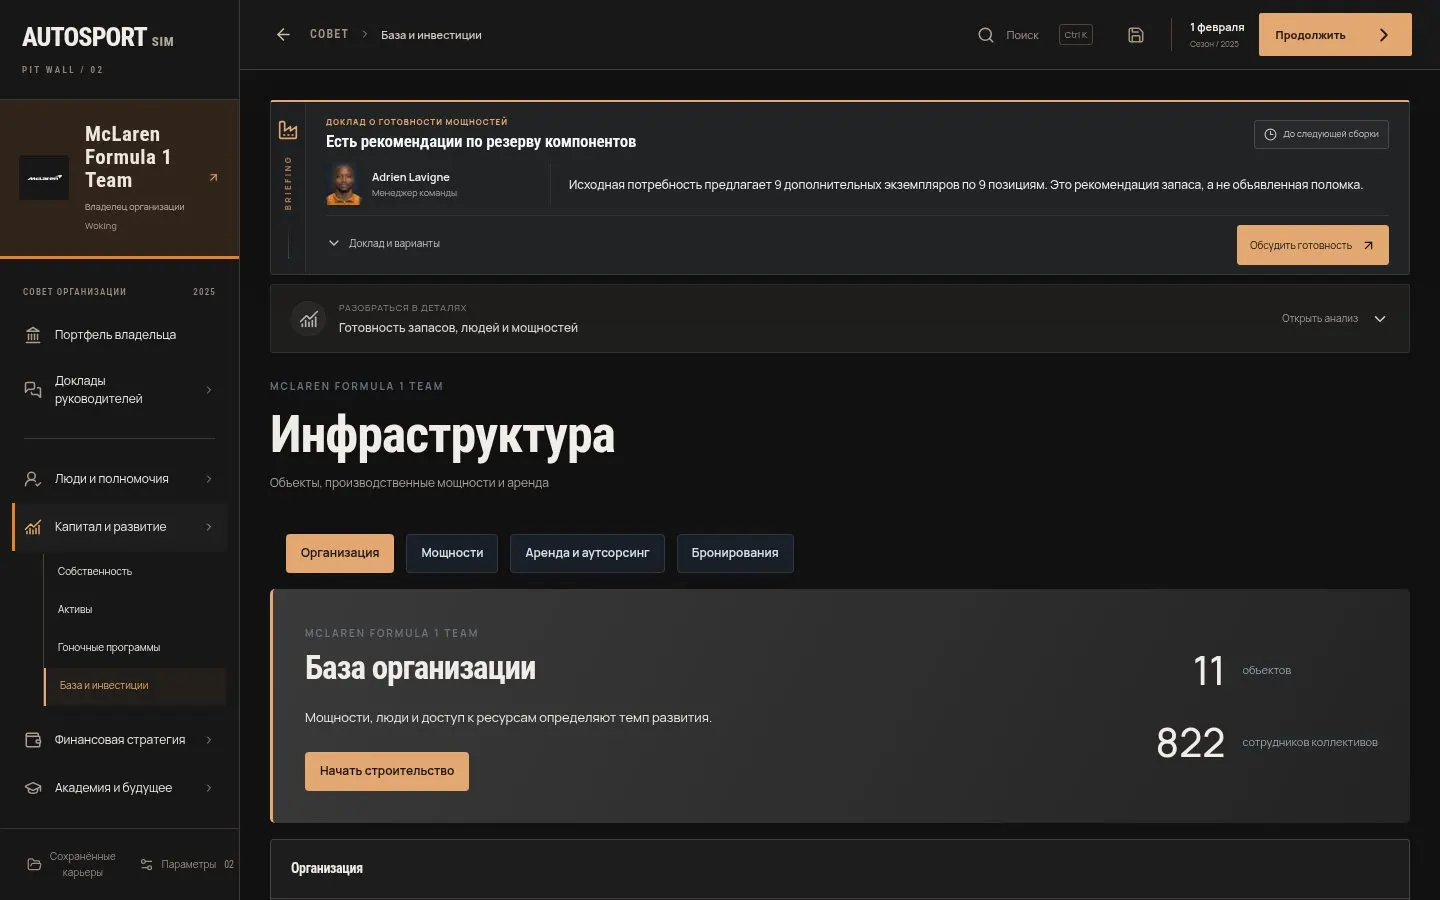 AUTOSPORT SIM
PIT WALL / 02
McLaren
McLaren
Formula 1
Team
Владелец организации
Woking
СОВЕТ ОРГАНИЗАЦИИ 2025
Портфель владельца
Доклады
руководителей
Люди и полномочия
Капитал и развитие
Собственность
Активы
Гоночные программы
База и инвестиции
Финансовая стратегия
Академия и будущее
Сохранённые
карьеры
Параметры 02
СОВЕТ
База и инвестиции
Поиск
Ctrl K
1 февраля
Сезон / 2025
Продолжить
BRIEFING
ДОКЛАД О ГОТОВНОСТИ МОЩНОСТЕЙ
Есть рекомендации по резерву компонентов
До следующей сборки
Adrien Lavigne
Менеджер команды
Исходная потребность предлагает 9 дополнительных экземпляров по 9 позициям. Это рекомендация запаса, а не объявленная поломка.
Доклад и варианты
Обсудить готовность
РАЗОБРАТЬСЯ В ДЕТАЛЯХ
Готовность запасов, людей и мощностей
Открыть анализ
MCLAREN FORMULA 1 TEAM
Инфраструктура
Объекты, производственные мощности и аренда
Организация
Мощности
Аренда и аутсорсинг
Бронирования
MCLAREN FORMULA 1 TEAM
База организации
Мощности, люди и доступ к ресурсам определяют темп развития.
Начать строительство
11 объектов
822 сотрудников коллективов
Организация